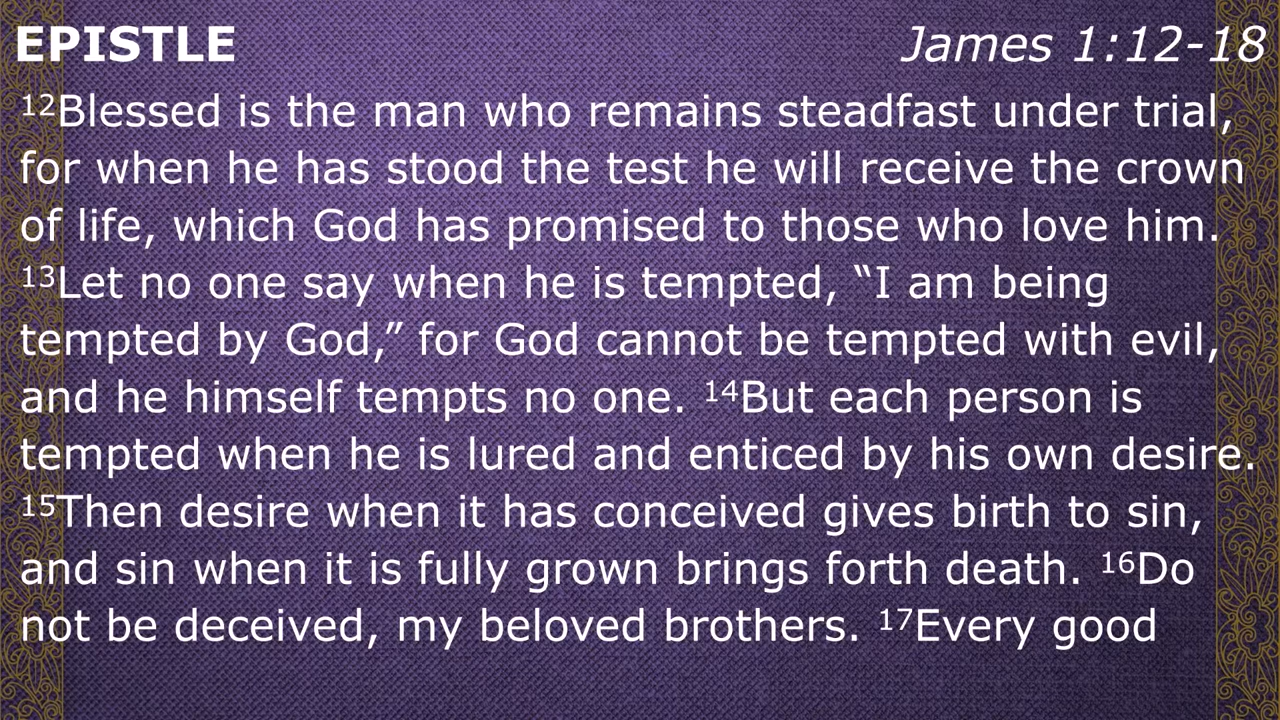 EPISTLE James 1:12-18
12Blessed is the man who remains steadfast under trial,
for when he has stood the test he will receive the crown
of life, which God has promised to those who love him.
13Let no one say when he is tempted, “I am being
tempted by God,” for God cannot be tempted with evil,
and he himself tempts no one. 14But each person is
tempted when he is lured and enticed by his own desire.
15Then desire when it has conceived gives birth to sin,
and sin when it is fully grown brings forth death. 16Do
not be deceived, my beloved brothers. 17Every good